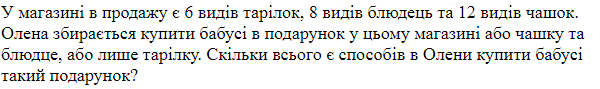 У магазині в продажу є 6 видів тарілок, 8 видів блюдець та 12 видів чашок.
Олена збирається купити бабусі в подарунок у цьому магазині або чашку та
блюдце, або лише тарілку. Скільки всього є способів в Олени купити бабусі
такий подарунок?